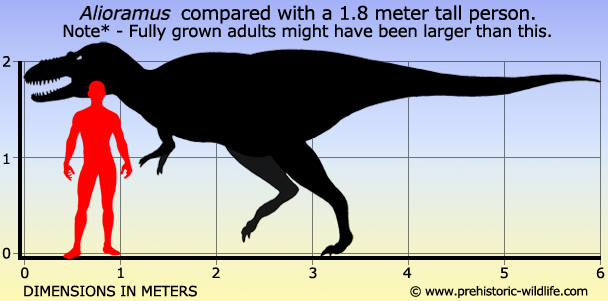 Alioramus compared with a 1.8 meter tall person.
Note* - Fully grown adults might have been larger than this.
2
1
0
0 1 2 3 4 5 6
DIMENSIONS IN METERS © www.prehistoric-wildlife.com